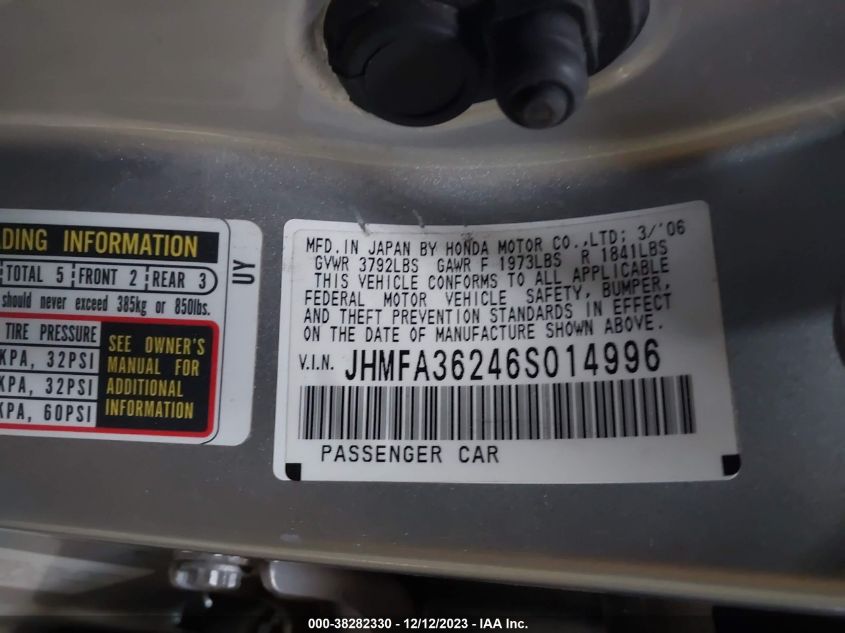 DING INFORMATION
TOTAL 5 FRONT 2 REAR 3
should never exceed 385kg or 850lbs.
TIRE PRESSURE
KPA, 32PSI
KPA, 32PSI
KPA, 60PSI
SEE OWNER'S
MANUAL FOR
ADDITIONAL
INFORMATION
UY
MFD. IN JAPAN BY HONDA MOTOR CO.,LTD; 3/'06
GVWR 3792LBS GAWR F 1973LBS R 1841LBS
THIS VEHICLE CONFORMS TO ALL APPLICABLE
FEDERAL MOTOR VEHICLE SAFETY, BUMPER,
AND THEFT PREVENTION STANDARDS IN EFFECT
ON THE DATE OF MANUFACTURE SHOWN ABOVE.
V.I.N. JHMFA36246S014996
PASSENGER CAR
000-38282330 - 12/12/2023 - IAA Inc.